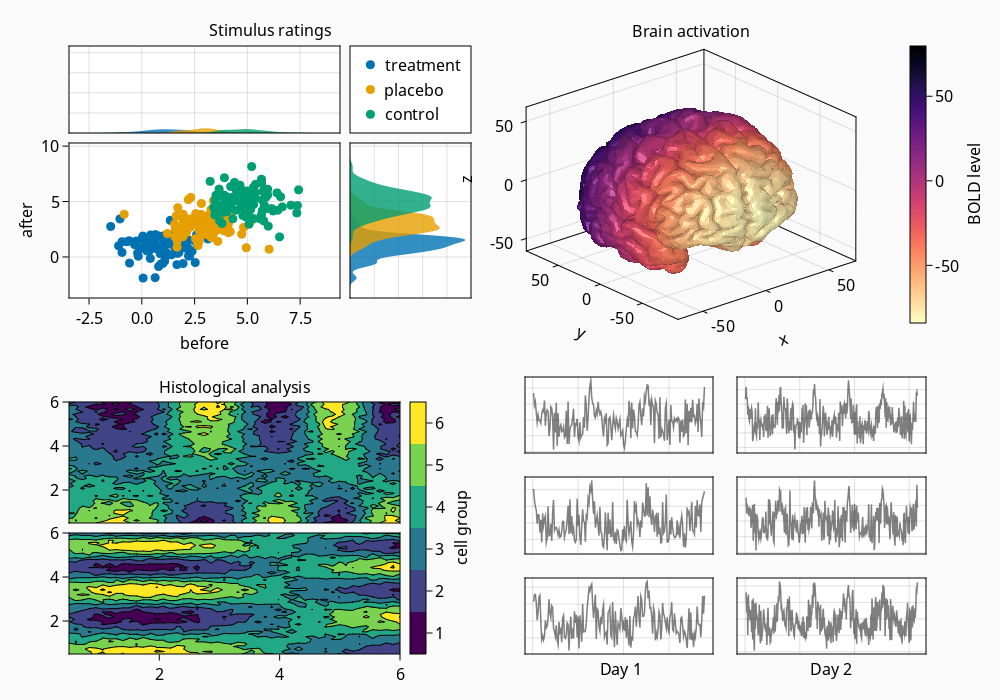 Stimulus ratings
treatment
placebo
control
10
5
0
after
-2.5 0.0 2.5 5.0 7.5
before
Brain activation
50
0
-50
z
50
0
-50
y
-50
0
50
x
50
0
-50
BOLD level
Histological analysis
6
4
2
6
4
2
2 4 6
6
5
4
3
2
1
cell group
Day 1
Day 2